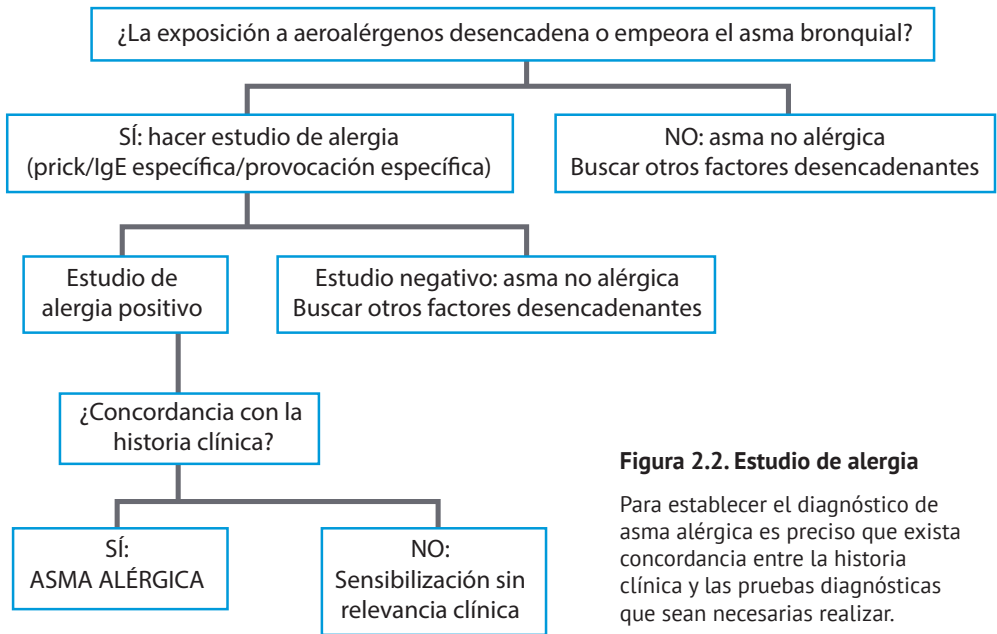 ¿La exposición a aeroalérgenos desencadena o empeora el asma bronquial?
SÍ: hacer estudio de alergia
(prick/IgE específica/provocación específica)
NO: asma no alérgica
Buscar otros factores desencadenantes
Estudio de
alergia positivo
Estudio negativo: asma no alérgica
Buscar otros factores desencadenantes
¿Concordancia con la
historia clínica?
SÍ:
ASMA ALÉRGICA
NO:
Sensibilización sin
relevancia clínica
Figura 2.2. Estudio de alergia
Para establecer el diagnóstico de
asma alérgica es preciso que exista
concordancia entre la historia
clínica y las pruebas diagnósticas
que sean necesarias realizar.